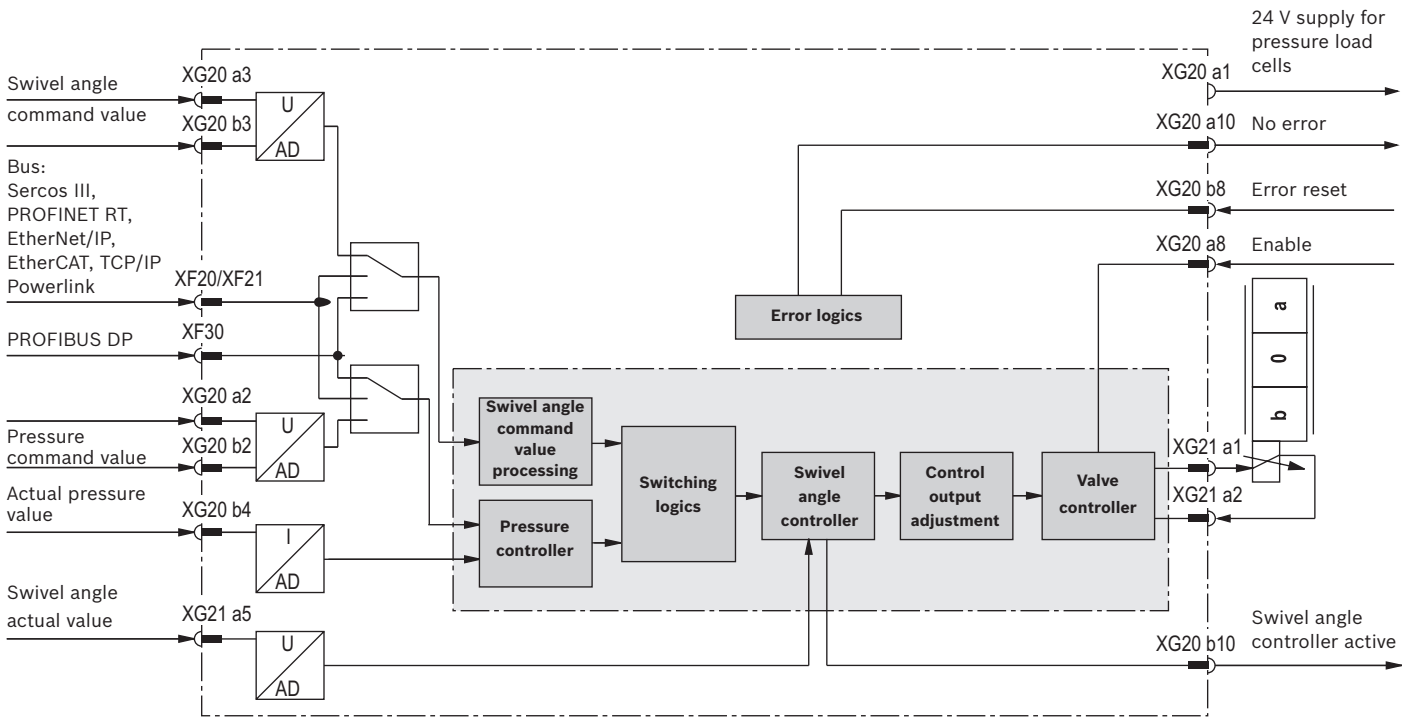 Swivel angle
command value
XG20 a3
XG20 b3
U
AD
Bus:
Sercos III,
PROFINET RT,
EtherNet/IP,
EtherCAT, TCP/IP
Powerlink
XF20/XF21
PROFIBUS DP
XF30
XG20 a2
Pressure
command value
XG20 b2
U
AD
Actual pressure
value
XG20 b4
I
AD
Swivel angle
actual value
XG21 a5
U
AD
Swivel angle
command
value
processing
Pressure
controller
Switching
logics
Swivel
angle
controller
Control
output
adjustment
Valve
controller
Error logics
24 V supply for
pressure load
cells
XG20 a1
XG20 a10
No error
XG20 b8
Error reset
XG20 a8
Enable
a
0
b
XG21 a1
XG21 a2
XG20 b10
Swivel angle
controller active